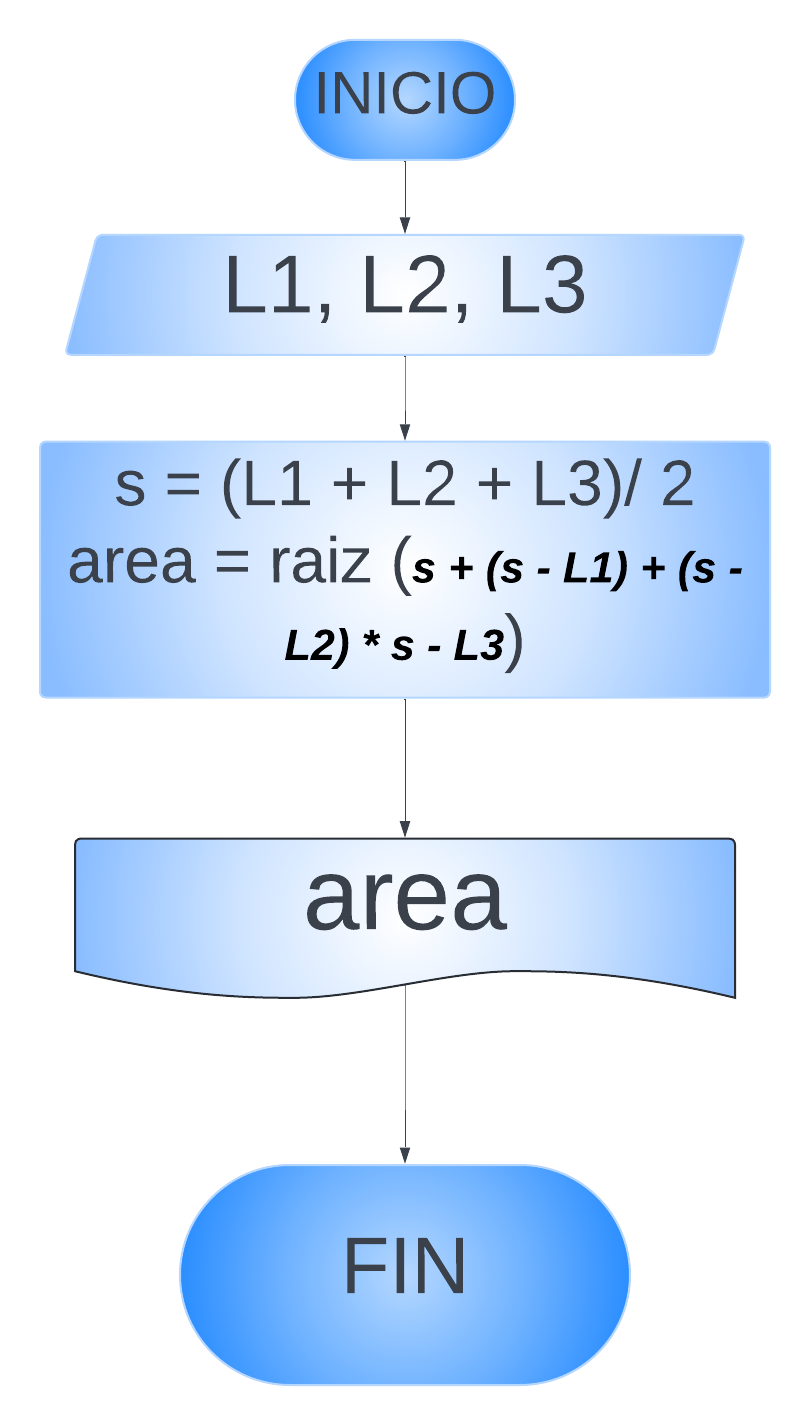 INICIO
L1, L2, L3
s = (L1 + L2 + L3)/ 2
area = raiz (s + (s - L1) + (s -
L2) * s - L3)
area
FIN